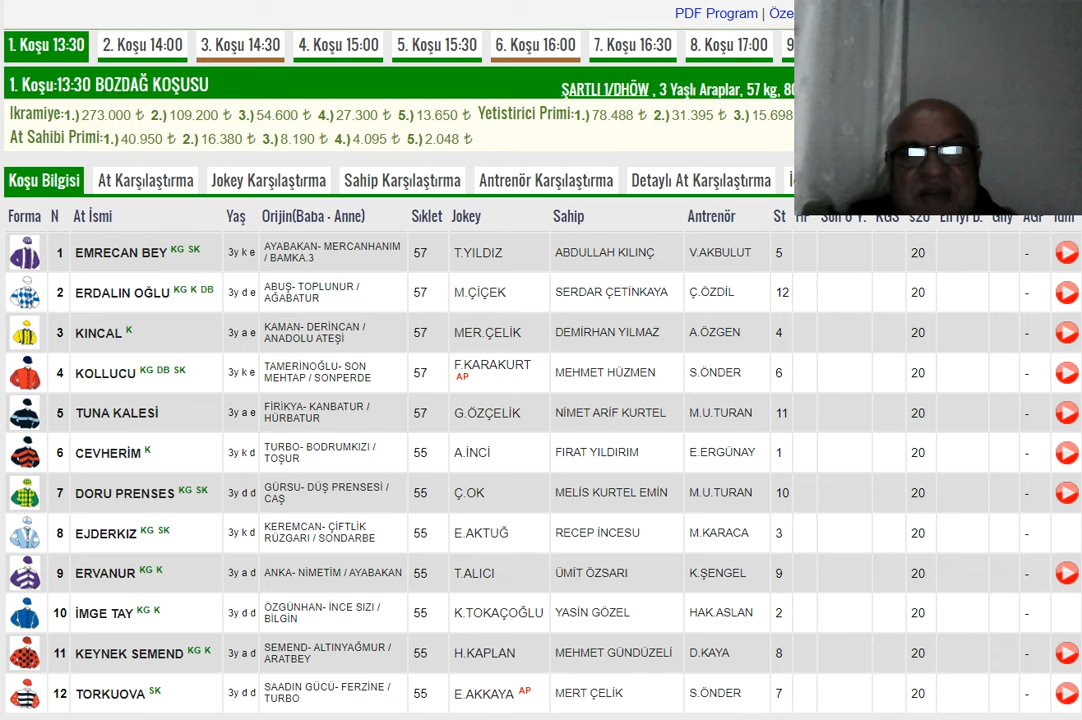 PDF Program | Öze
1. Koşu 13:30 2. Koşu 14:00 3. Koşu 14:30 4. Koşu 15:00 5. Koşu 15:30 6. Koşu 16:00 7. Koşu 16:30 8. Koşu 17:00 9
1. Koşu:13:30 BOZDAĞ KOŞUSU ŞARTLI 1/DHÖW , 3 Yaşlı Araplar, 57 kg, 80
Ikramiye:1.) 273.000 ₺ 2.) 109.200 ₺ 3.) 54.600 ₺ 4.) 27.300 ₺ 5.) 13.650 ₺ Yetistirici Primi:1.) 78.488 ₺ 2.) 31.395 ₺ 3.) 15.698
At Sahibi Primi:1.) 40.950 ₺ 2.) 16.380 ₺ 3.) 8.190 ₺ 4.) 4.095 ₺ 5.) 2.048 ₺
Koşu Bilgisi At Karşılaştırma Jokey Karşılaştırma Sahip Karşılaştırma Antrenör Karşılaştırma Detaylı At Karşılaştırma
Forma N At İsmi Yaş Orijin(Baba - Anne) Sıklet Jokey Sahip Antrenör St HP Son 6 Y. KGS s20 En İyi D. Gny AGF
1 EMRECAN BEY KG SK 3y k e AYABAKAN- MERCANHANIM / BAMKA.3 57 T.YILDIZ ABDULLAH KILINÇ V.AKBULUT 5 20 -
2 ERDALIN OĞLU KG K DB 3y d e ABUŞ- TOPLUNUR / AĞABATUR 57 M.ÇİÇEK SERDAR ÇETİNKAYA Ç.ÖZDİL 12 20 -
3 KINCAL K 3y a e KAMAN- DERİNCAN / ANADOLU ATEŞİ 57 MER.ÇELİK DEMİRHAN YILMAZ A.ÖZGEN 4 20 -
4 KOLLUCU KG DB SK 3y k e TAMERİNOĞLU- SON MEHTAP / SONPERDE 57 F.KARAKURT AP MEHMET HÜZMEN S.ÖNDER 6 20 -
5 TUNA KALESİ 3y a e FİRİKYA- KANBATUR / HÜRBATUR 57 G.ÖZÇELİK NİMET ARİF KURTEL M.U.TURAN 11 20 -
6 CEVHERİM K 3y k d TURBO- BODRUMKIZI / TOŞUR 55 A.İNCİ FIRAT YILDIRIM E.ERGÜNAY 1 20 -
7 DORU PRENSES KG SK 3y d d GÜRSU- DÜŞ PRENSESİ / CAŞ 55 Ç.OK MELİS KURTEL EMİN M.U.TURAN 10 20 -
8 EJDERKIZ KG SK 3y k d KEREMCAN- ÇİFTLİK RÜZGARI / SONDARBE 55 E.AKTUĞ RECEP İNCESU M.KARACA 3 20 -
9 ERVANUR KG K 3y a d ANKA- NİMETİM / AYABAKAN 55 T.ALICI ÜMİT ÖZSARI K.ŞENGEL 9 20 -
10 İMGE TAY KG K 3y d d ÖZGÜNHAN- İNCE SIZI / BİLGİN 55 K.TOKAÇOĞLU YASİN GÖZEL HAK.ASLAN 2 20 -
11 KEYNEK SEMEND KG K 3y a d SEMEND- ALTINYAĞMUR / ARATBEY 55 H.KAPLAN MEHMET GÜNDÜZELİ D.KAYA 8 20 -
12 TORKUOVA SK 3y d d SAADIN GÜCÜ- FERZİNE / TURBO 55 E.AKKAYA AP MERT ÇELİK S.ÖNDER 7 20 -